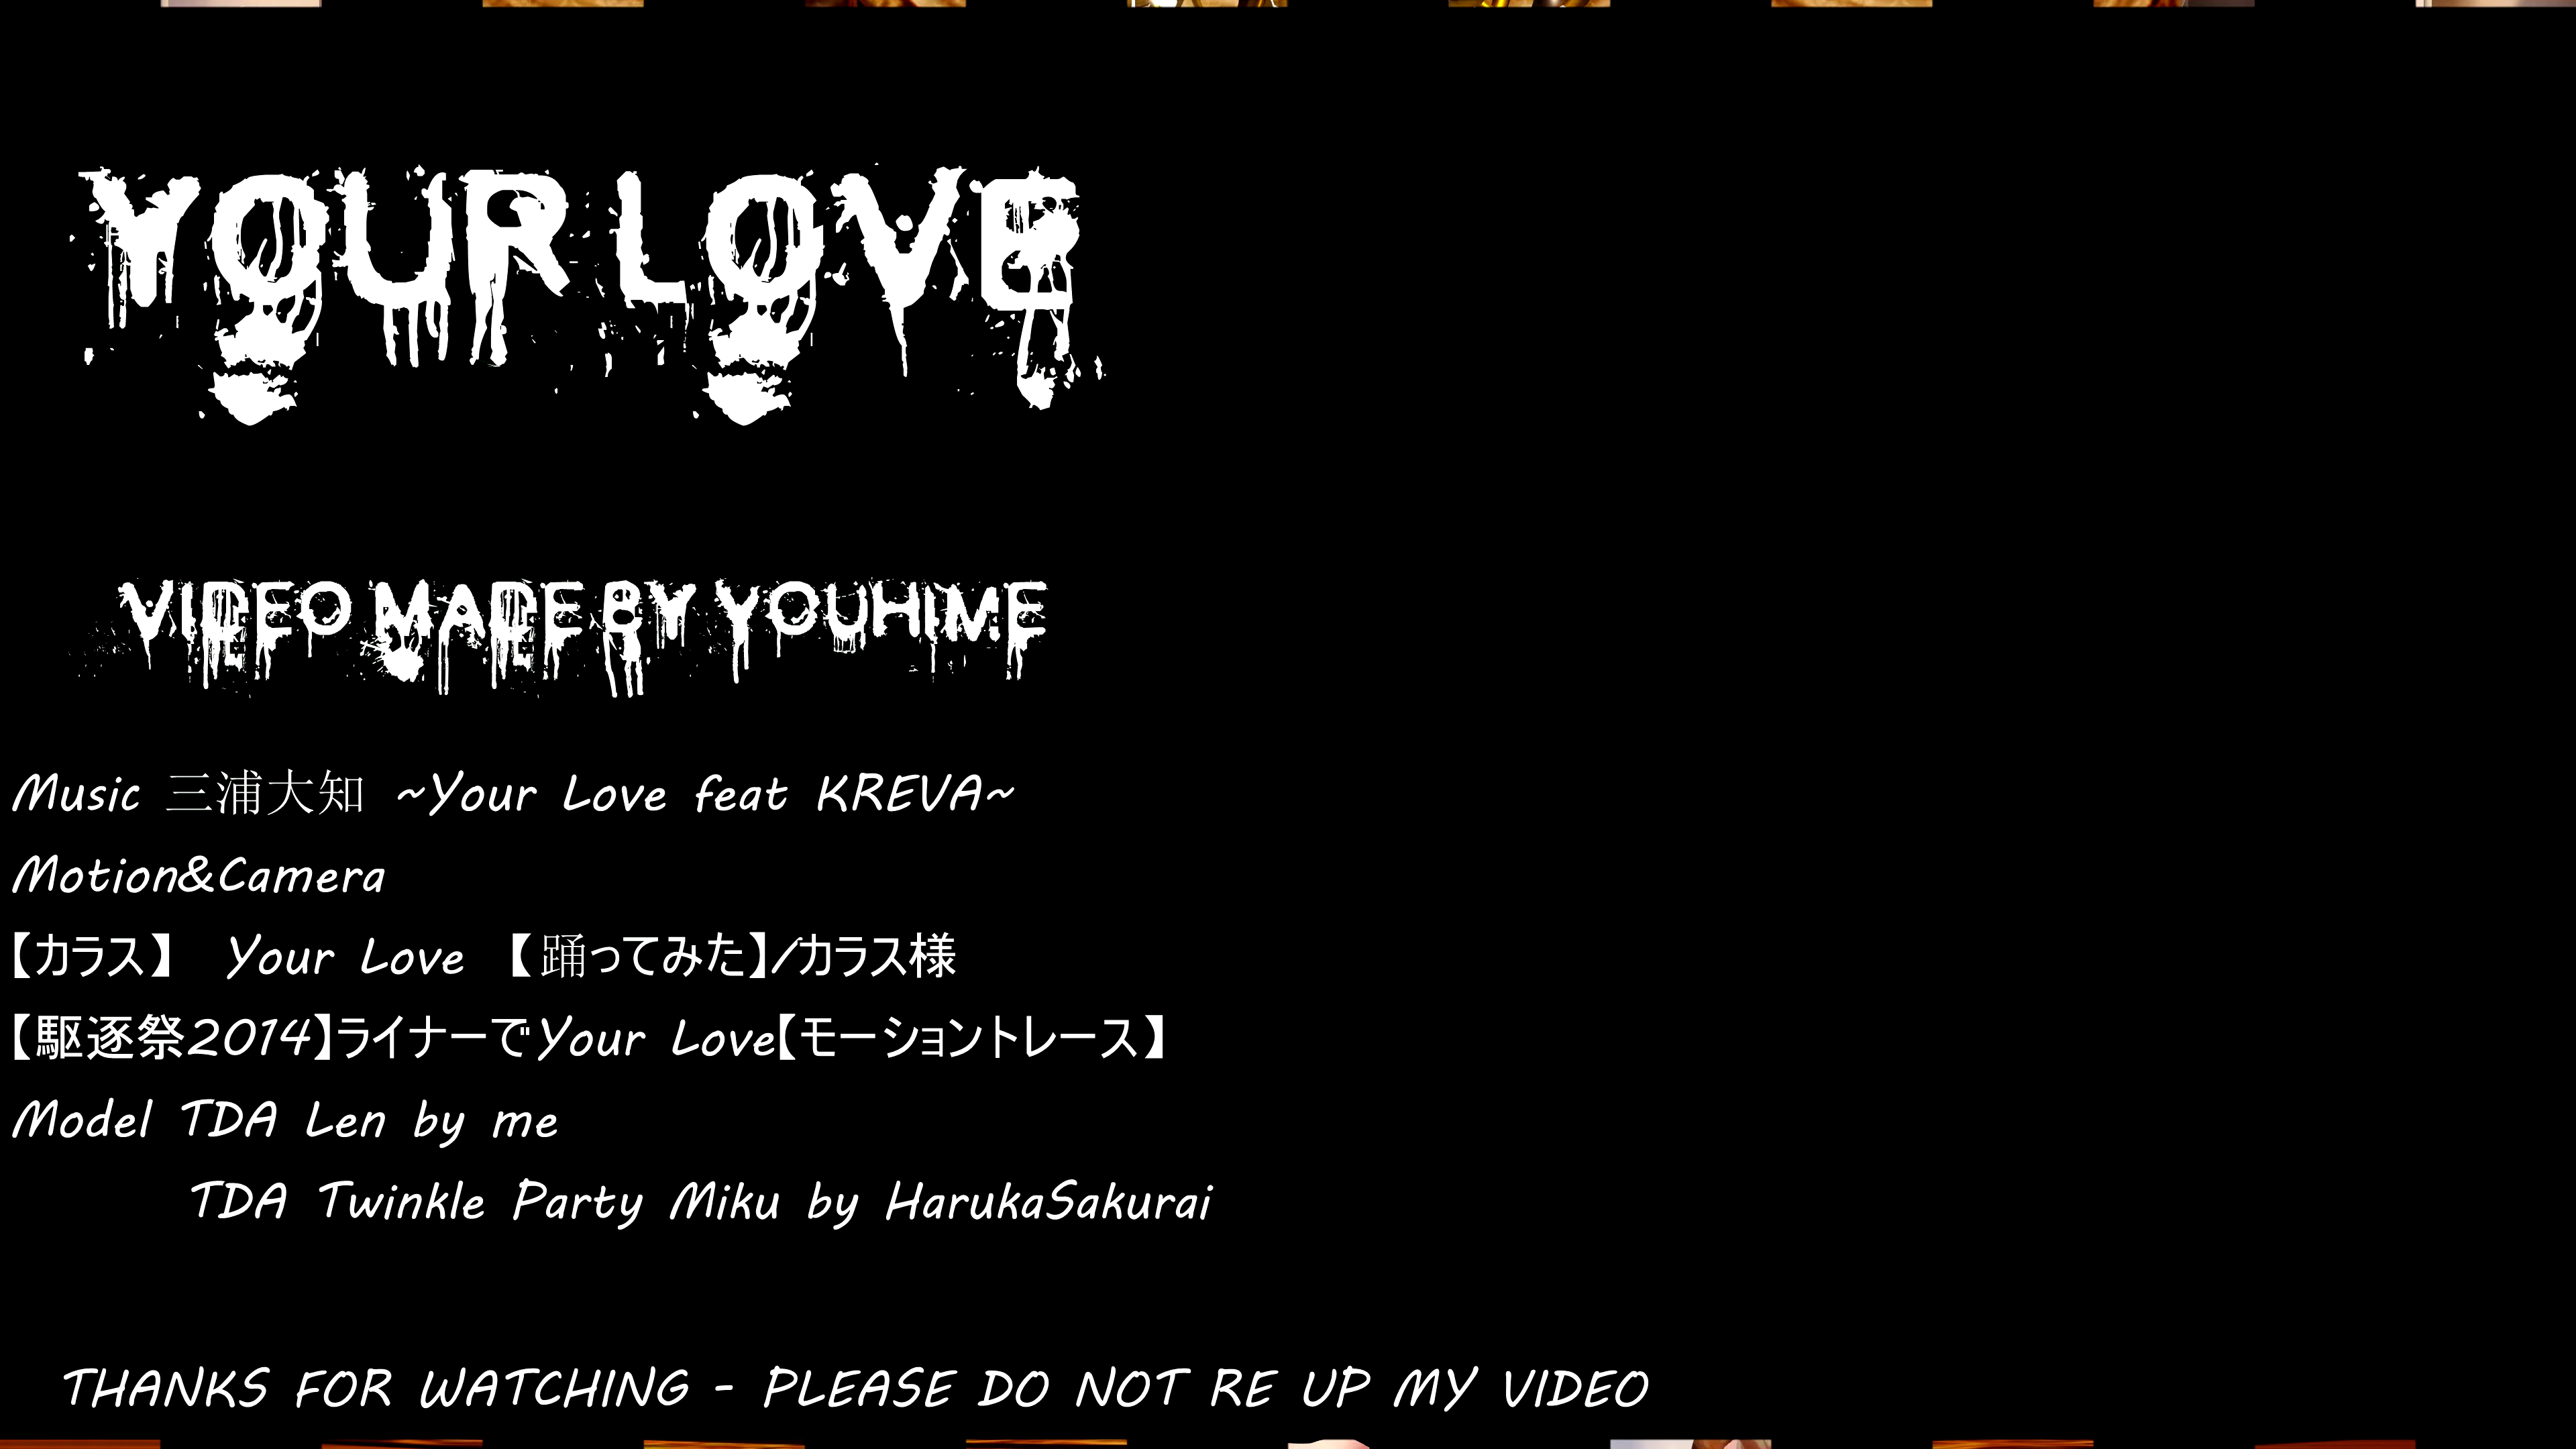 YOUR LOVE
VIDEO MADE BY YOUHIME
Music 三浦大知 ~Your Love feat KREVA~
Motion&Camera
【カラス】 Your Love 【踊ってみた】/カラス様
【駆逐祭2014】ライナーでYour Love【モーショントレース】
Model TDA Len by me
TDA Twinkle Party Miku by HarukaSakurai
THANKS FOR WATCHING - PLEASE DO NOT RE UP MY VIDEO